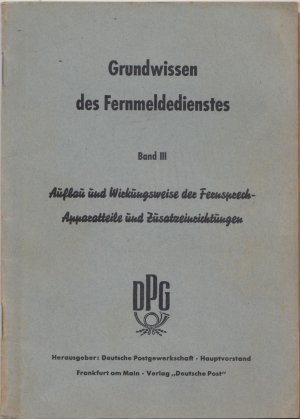 Grundwissen
des Fernmeldedienstes
Band III
Aufbau und Wirkungsweise der Fernsprech-
Apparatteile und Zusatzeinrichtungen
DPG
Herausgeber: Deutsche Postgewerkschaft · Hauptvorstand
Frankfurt am Main · Verlag „Deutsche Post"